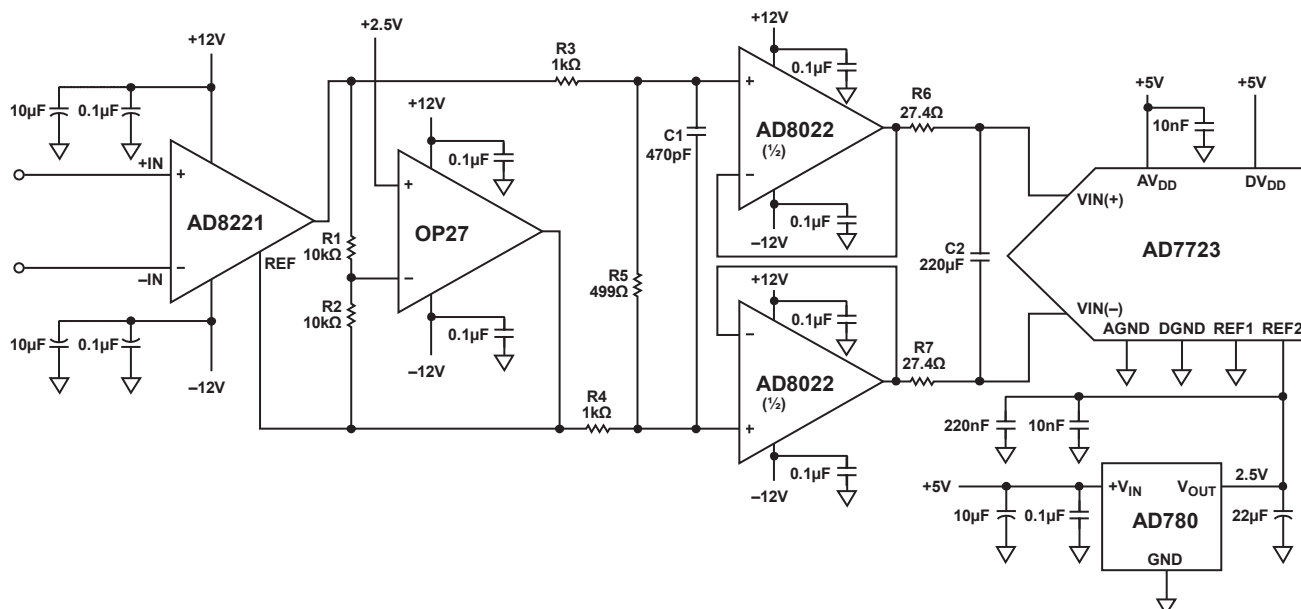 +12V
10µF
0.1µF
+IN
+
AD8221
–
–IN
REF
10µF
0.1µF
–12V
+2.5V
R1
10kΩ
R2
10kΩ
+12V
0.1µF
+
OP27
–
0.1µF
–12V
R3
1kΩ
R5
499Ω
R4
1kΩ
C1
470pF
+12V
0.1µF
+
AD8022
(½)
–
0.1µF
–12V
+12V
0.1µF
–
AD8022
(½)
+
0.1µF
–12V
R6
27.4Ω
C2
220µF
R7
27.4Ω
+5V
+5V
10nF
AVDD
DVDD
VIN(+)
AD7723
VIN(–)
AGND DGND REF1 REF2
220nF
10nF
+5V
10µF
0.1µF
+VIN
VOUT
2.5V
AD780
GND
22µF